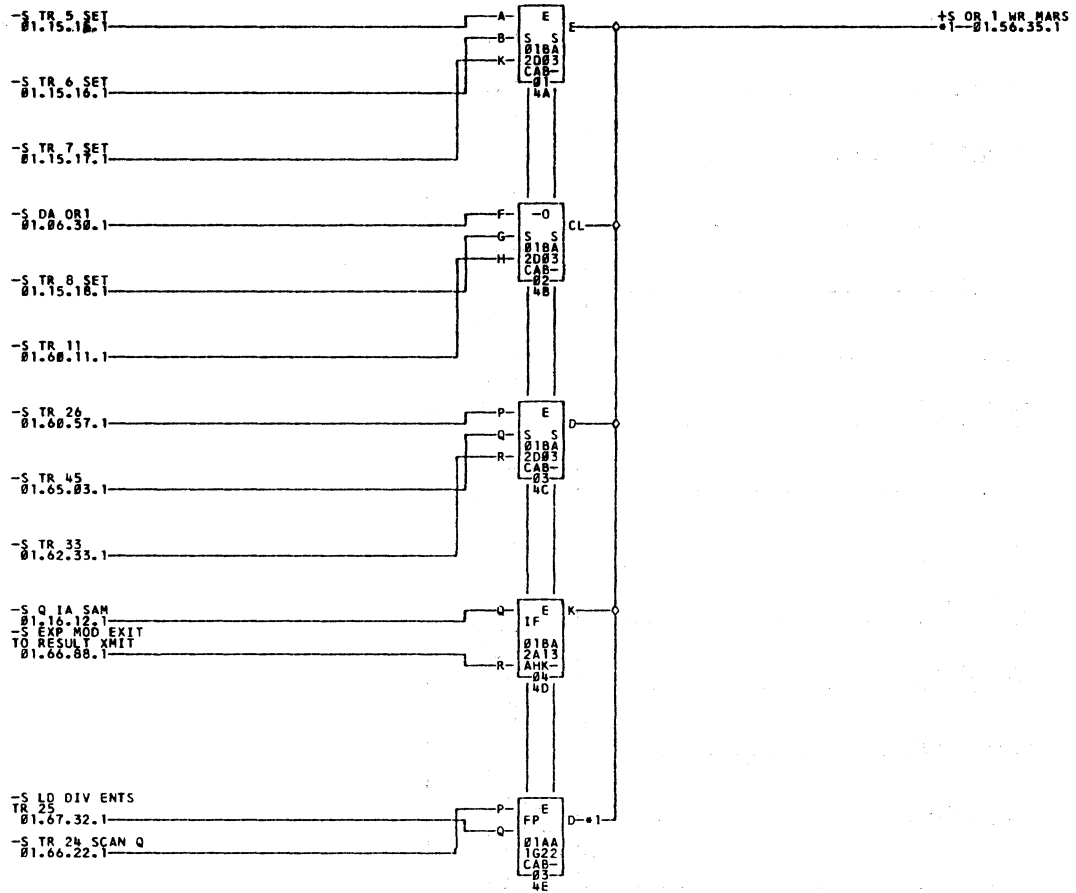 -S TR 5 SET
01.15.15.1
A- E E
B- S S
01BA
K- 2D03
CAB-
01
4A
+S OR 1 WR MARS
*1-01.56.35.1
-S TR 6 SET
01.15.16.1
-S TR 7 SET
01.15.17.1
-S DA OR1
01.06.30.1
F- -O CL
G- S S
01BA
H- 2D03
CAB-
02
4B
-S TR 8 SET
01.15.18.1
-S TR 11
01.60.11.1
-S TR 26
01.60.57.1
P- E D
Q- S S
01BA
R- 2D03
CAB-
03
4C
-S TR 45
01.65.03.1
-S TR 33
01.62.33.1
-S Q IA SAM
01.16.12.1
Q- E K
IF
01BA
2A13
R- AHK-
04
4D
-S EXP MOD EXIT
TO RESULT XMIT
01.66.88.1
-S LD DIV ENTS
TR 25
01.67.32.1
P- E
Q- FP D-*1
01AA
1G22
CAB-
03
4E
-S TR 24 SCAN Q
01.66.22.1